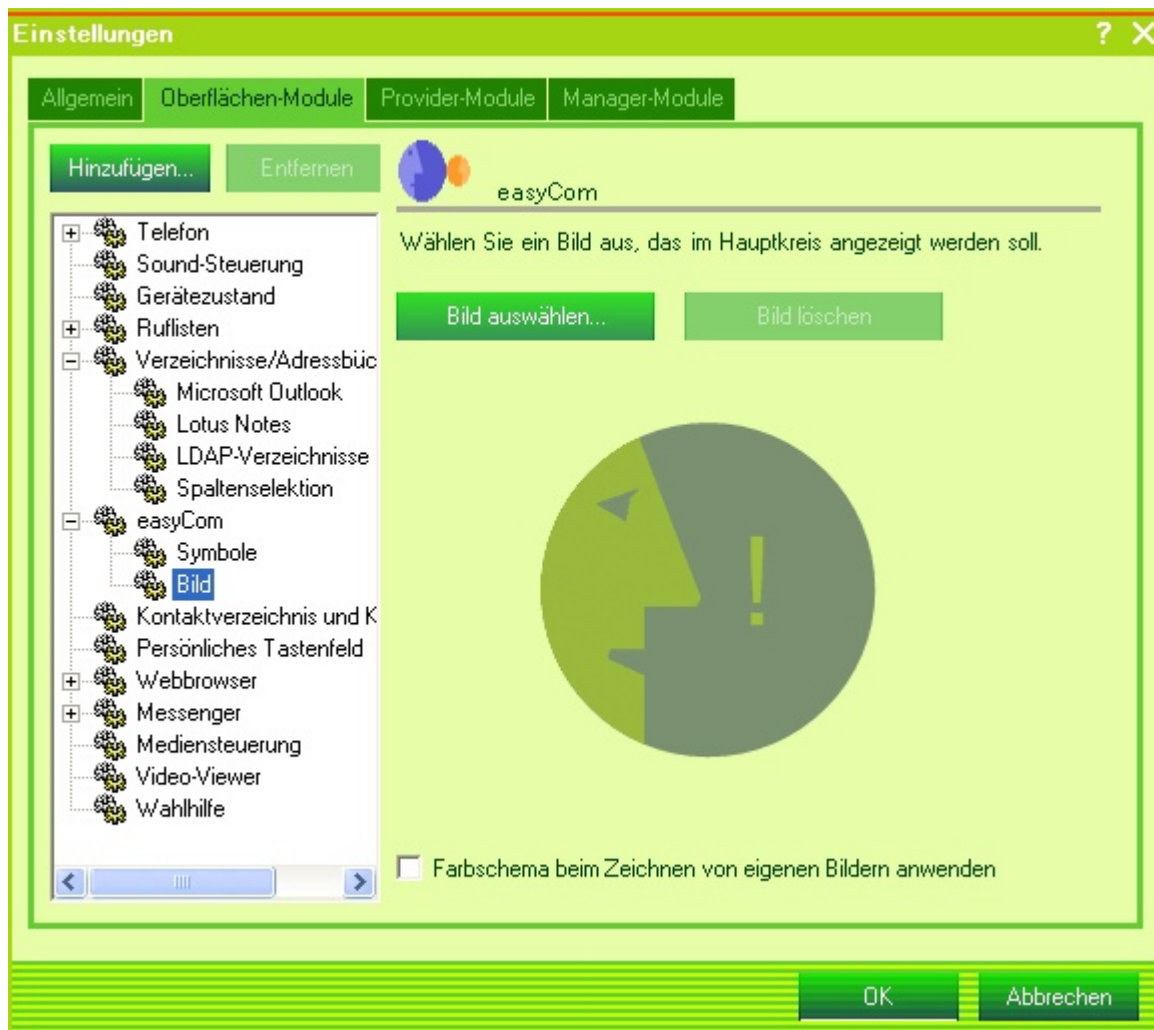 Einstellungen
? X
Allgemein Oberflächen-Module Provider-Module Manager-Module
Hinzufügen... Entfernen
easyCom
Wählen Sie ein Bild aus, das im Hauptkreis angezeigt werden soll.
Bild auswählen... Bild löschen
Telefon
Sound-Steuerung
Gerätezustand
Ruflisten
Verzeichnisse/Adressbüc
Microsoft Outlook
Lotus Notes
LDAP-Verzeichnisse
Spaltenselektion
easyCom
Symbole
Bild
Kontaktverzeichnis und K
Persönliches Tastenfeld
Webbrowser
Messenger
Mediensteuerung
Video-Viewer
Wahlhilfe
!
Farbschema beim Zeichnen von eigenen Bildern anwenden
OK Abbrechen